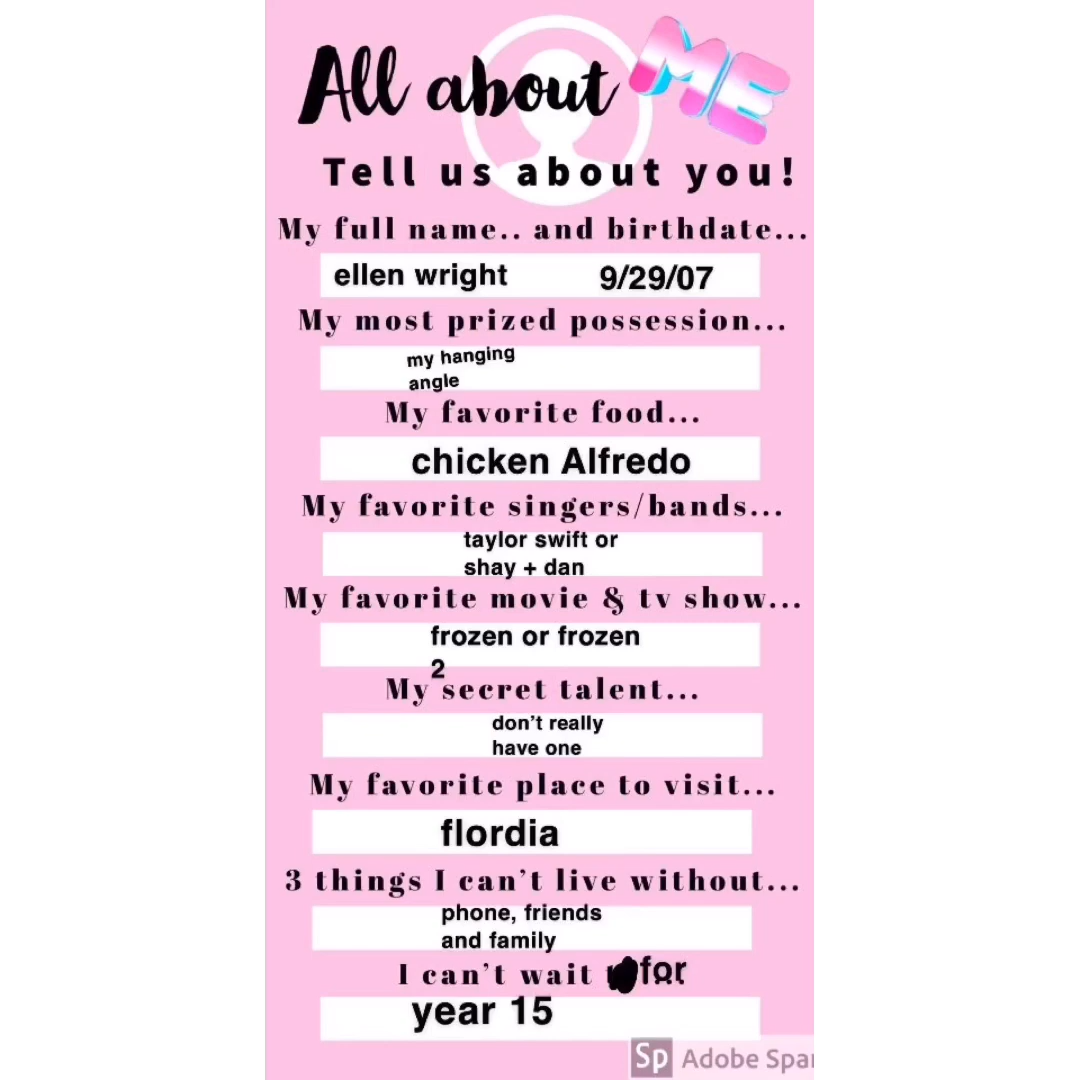 All about ME
Tell us about you!
My full name.. and birthdate...
ellen wright 9/29/07
My most prized possession...
my hanging
angle
My favorite food...
chicken Alfredo
My favorite singers/bands...
taylor swift or
shay + dan
My favorite movie & tv show...
frozen or frozen
2
My secret talent...
don't really
have one
My favorite place to visit...
flordia
3 things I can't live without...
phone, friends
and family
I can't wait for
year 15
Sp Adobe Spa